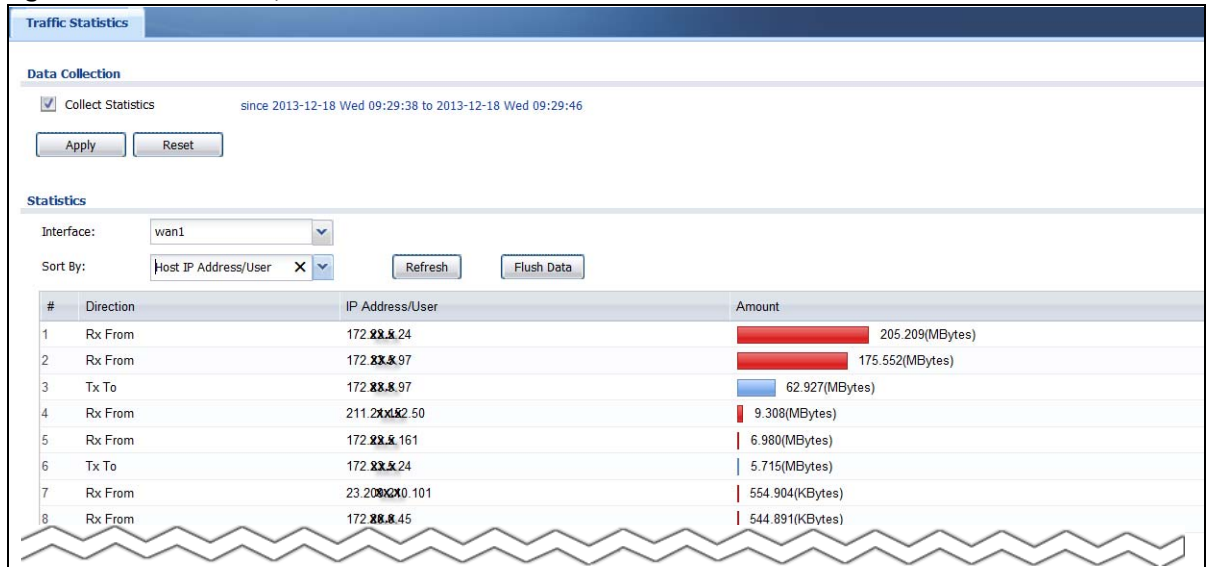 Traffic Statistics
Data Collection
Collect Statistics since 2013-12-18 Wed 09:29:38 to 2013-12-18 Wed 09:29:46
Apply Reset
Statistics
Interface: wan1
Sort By: Host IP Address/User Refresh Flush Data
# Direction IP Address/User Amount
1 Rx From 205.209(MBytes)
2 Rx From 175.552(MBytes)
3 Tx To 62.927(MBytes)
4 Rx From 9.308(MBytes)
5 Rx From 6.980(MBytes)
6 Tx To 5.715(MBytes)
7 Rx From 554.904(KBytes)
8 Rx From 544.891(KBytes)